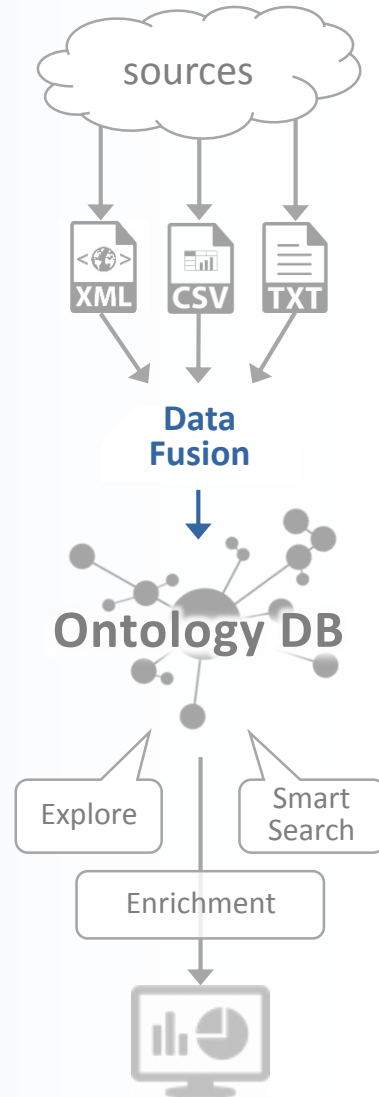 sources
XML
CSV
TXT
Data
Fusion
Ontology DB
Explore
Smart
Search
Enrichment